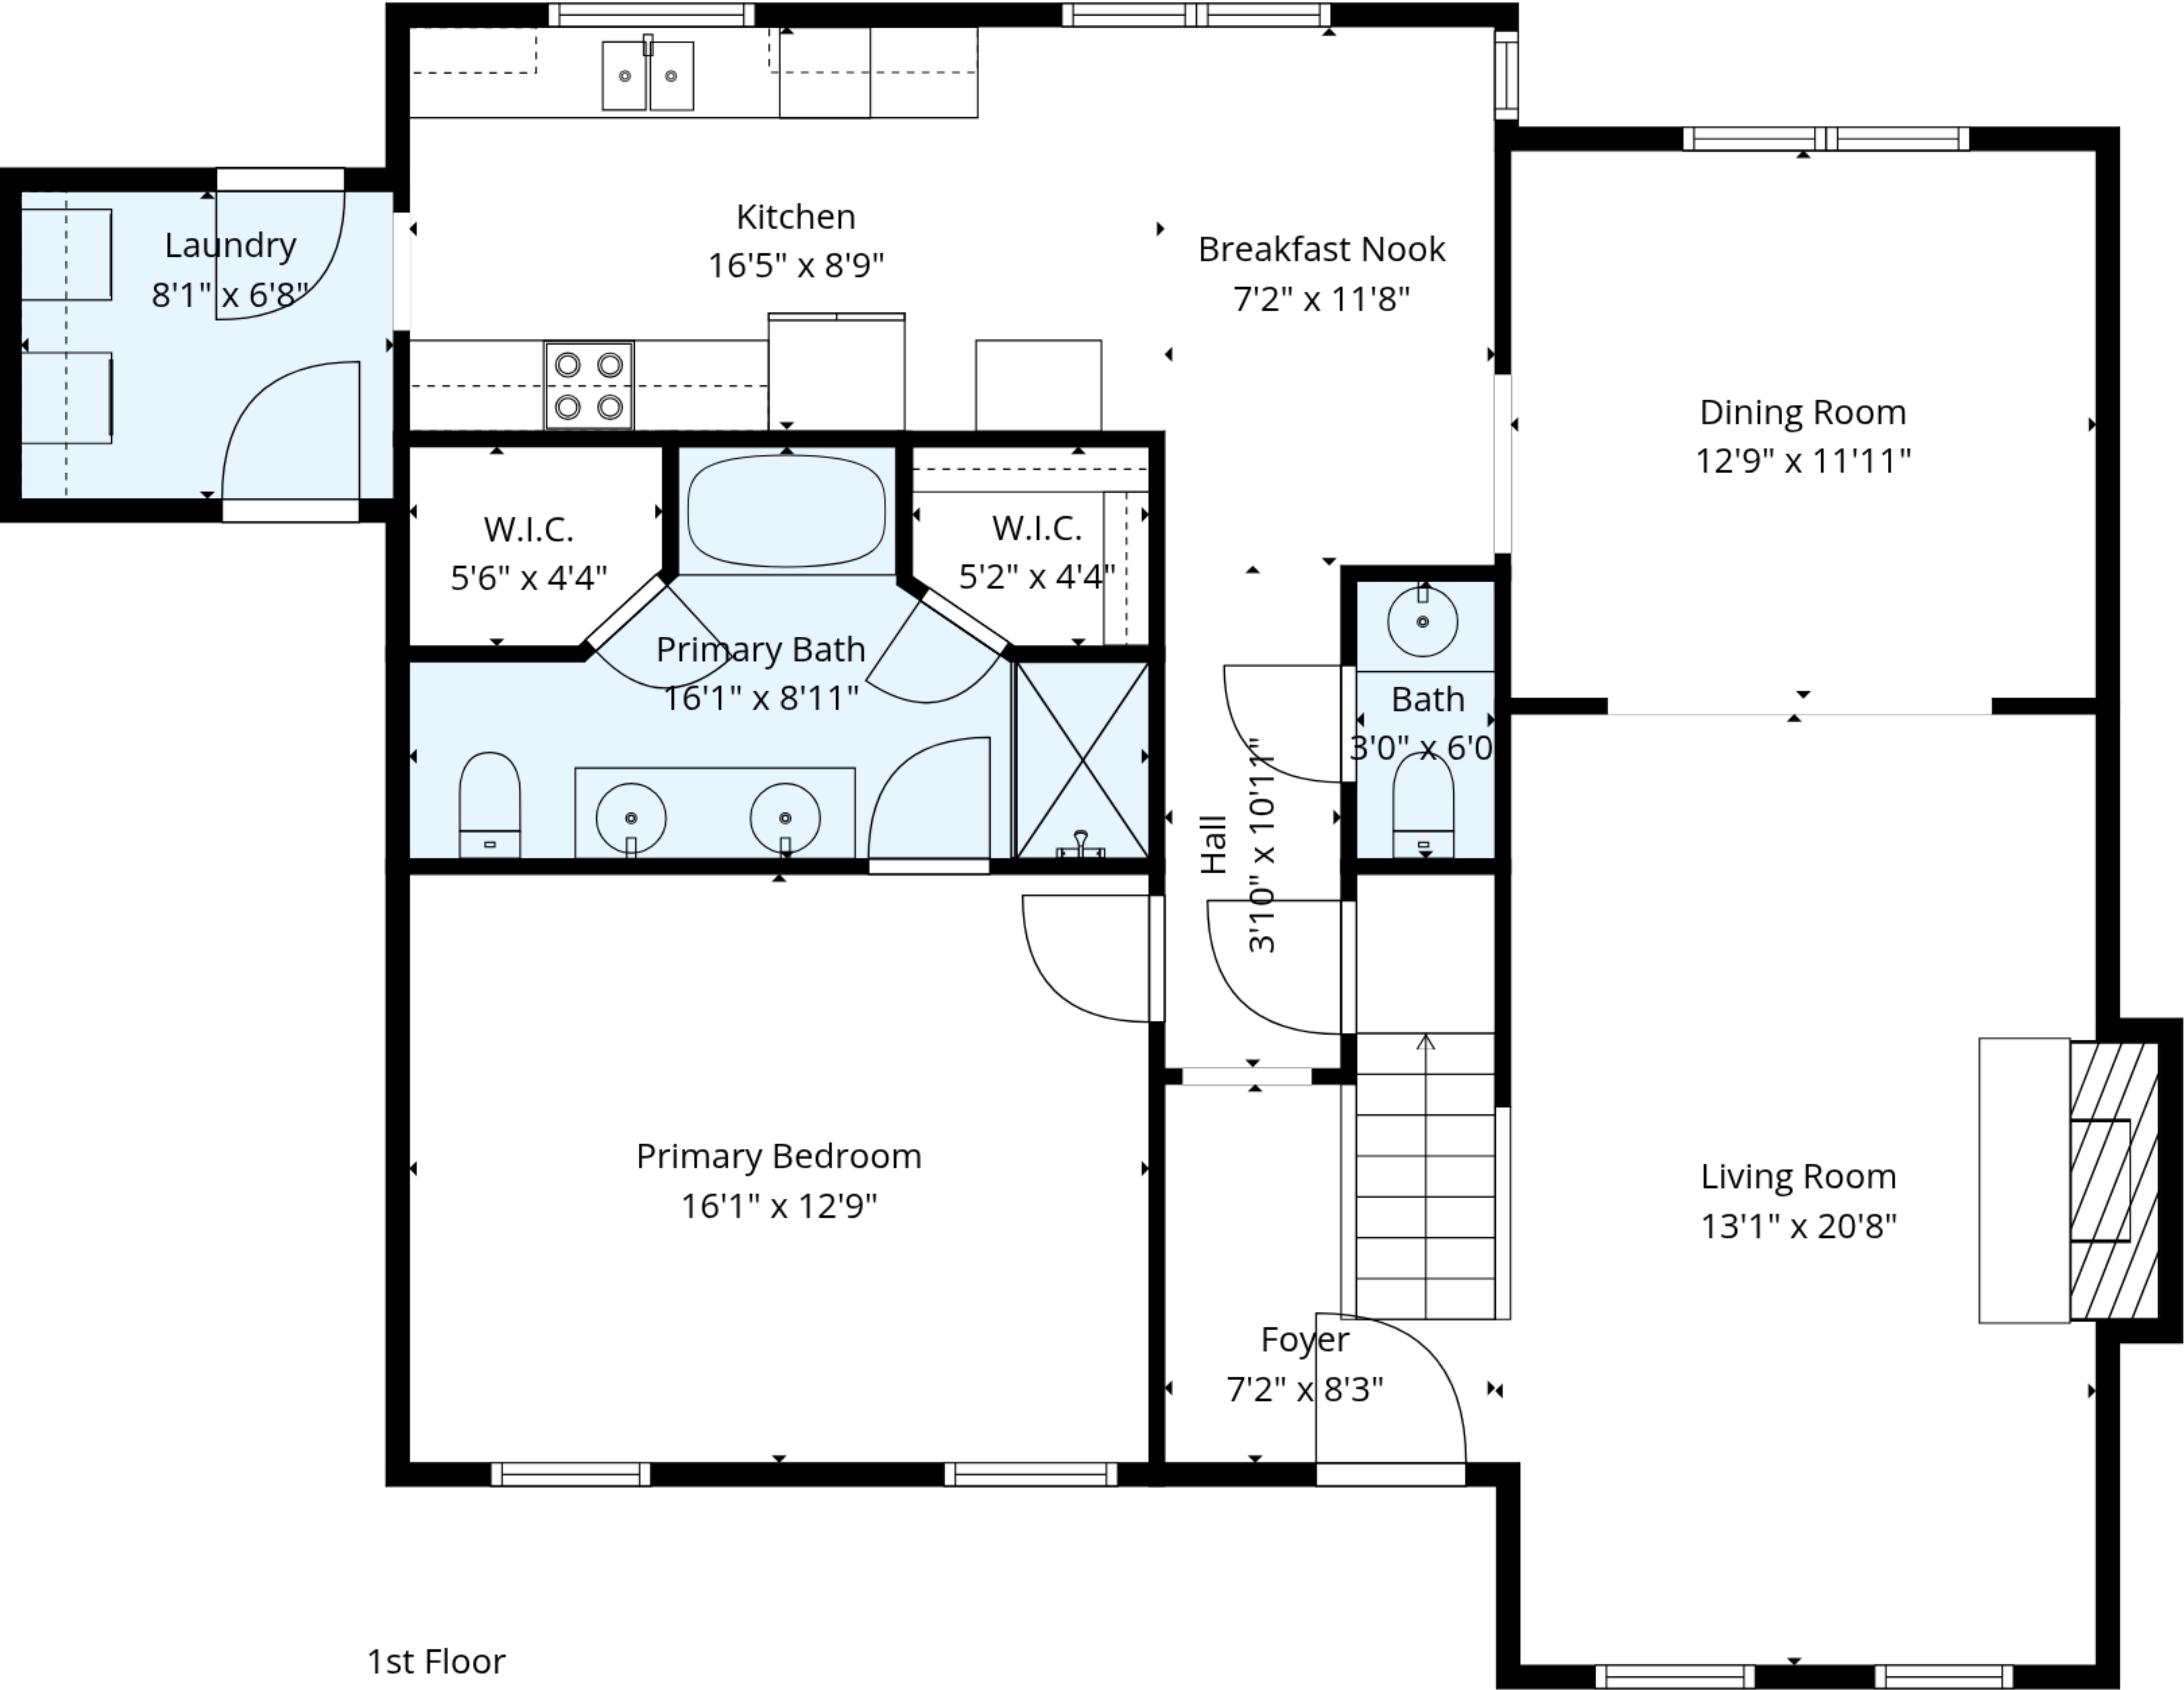 Kitchen
16'5" x 8'9"
Breakfast Nook
7'2" x 11'8"
Laundry
8'1" x 6'8"
Dining Room
12'9" x 11'11"
W.I.C.
5'6" x 4'4"
W.I.C.
5'2" x 4'4"
Primary Bath
16'1" x 8'11"
Bath
3'0" x 6'0
Hall
3'10" x 10'11"
Primary Bedroom
16'1" x 12'9"
Living Room
13'1" x 20'8"
Foyer
7'2" x 8'3"
1st Floor